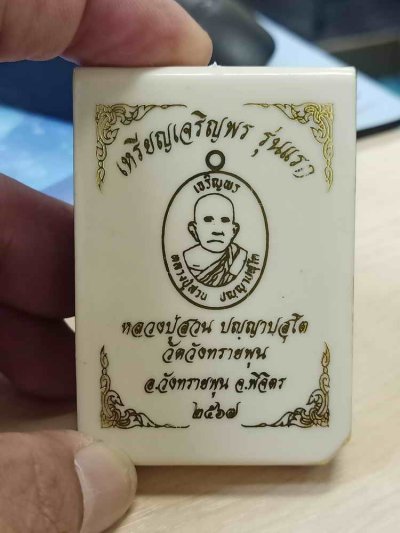 เหรียญเจริญพร รุ่นแรก
เจริญพร
หลวงปู่สวน ปญฺญาปสุโต
หลวงปู่สวน ปญฺญาปสุโต
วัดวังทรายพูน
อ.วังทรายพูน จ.พิจิตร
๒๕๖๗